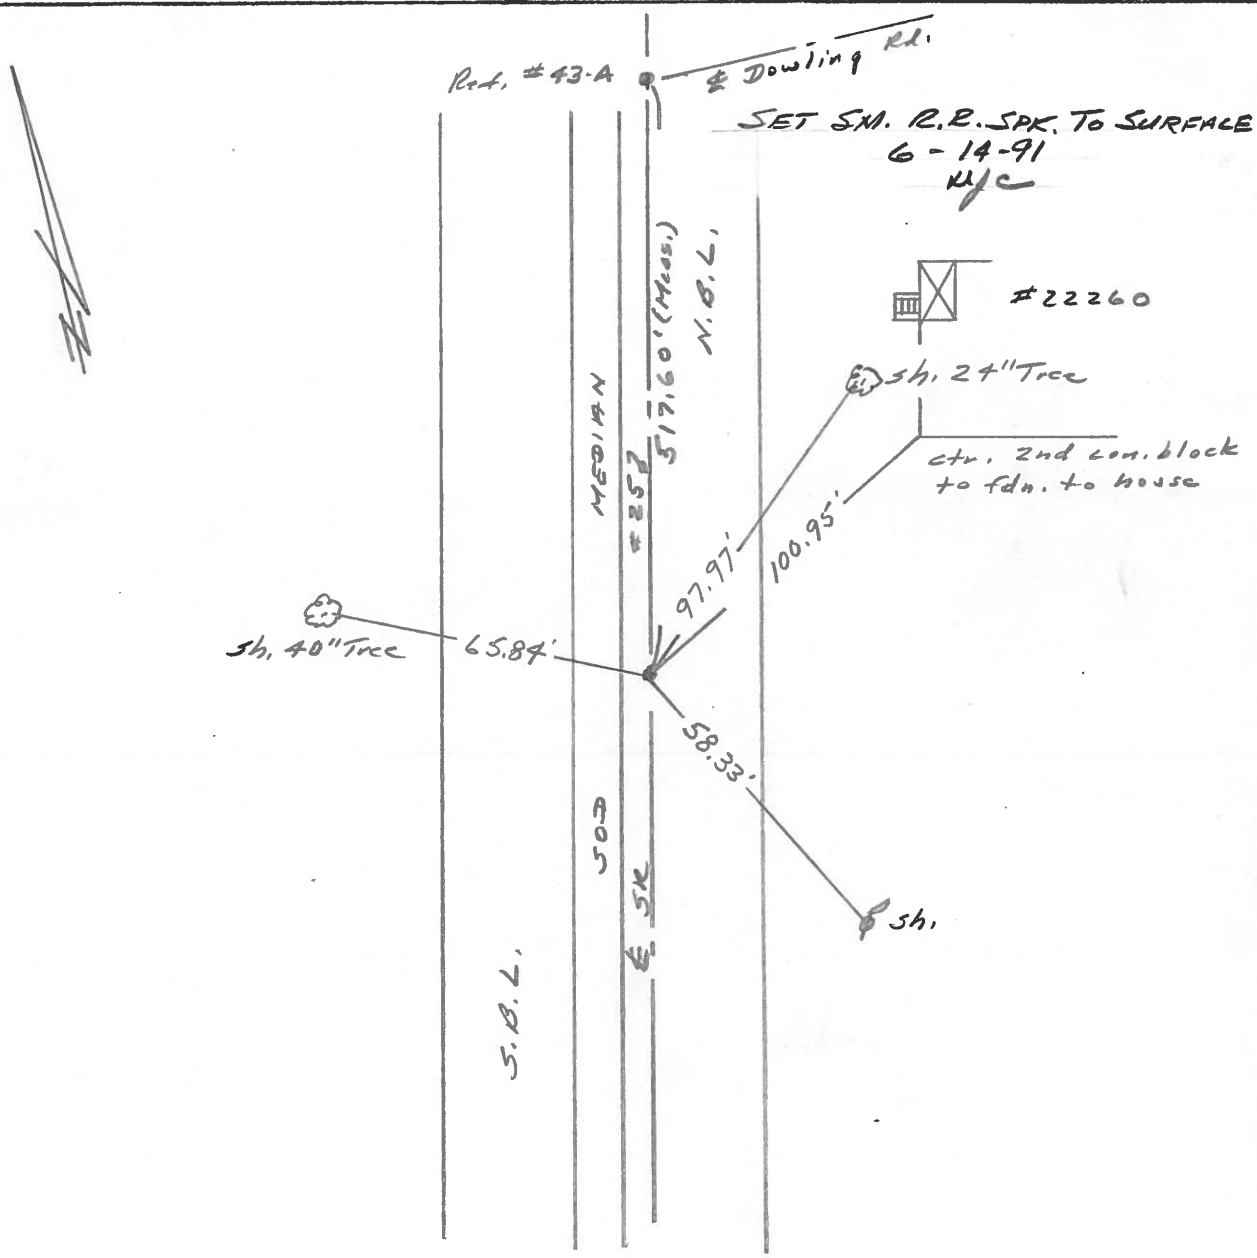 Ref. #43-A
℄ Dowling Rd.
SET SM. R.R. SPK. TO SURFACE
6-14-91
N
517.60' (Meas.)
N.B.L.
#22260
sh. 24" Tree
MEDIAN
#25
ctr. 2nd con. block
to fdn. to house
97.97'
100.95'
sh. 40" Tree
65.84'
58.33'
SOD
℄ SR
sh.
S.B.L.